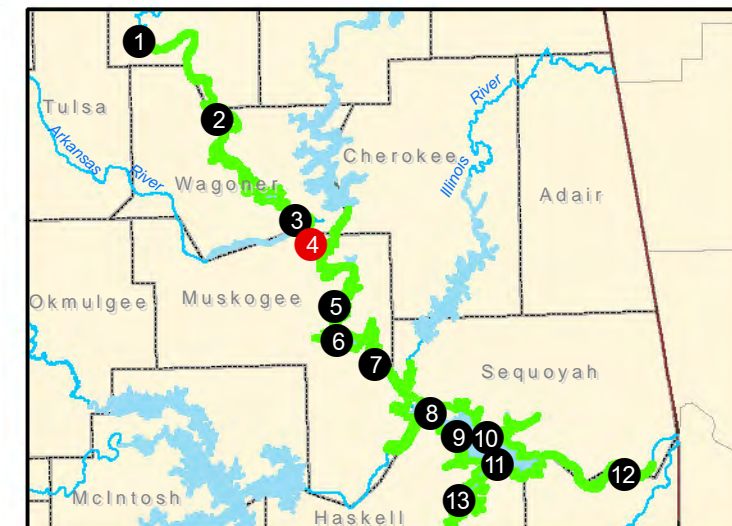 1
River
Tulsa
2
Arkansas
Cherokee
River
Wagoner
Illinois
Adair
3
4
Okmulgee
Muskogee
5
6
7
Sequoyah
8
9
10
11
12
McIntosh
13
Haskell